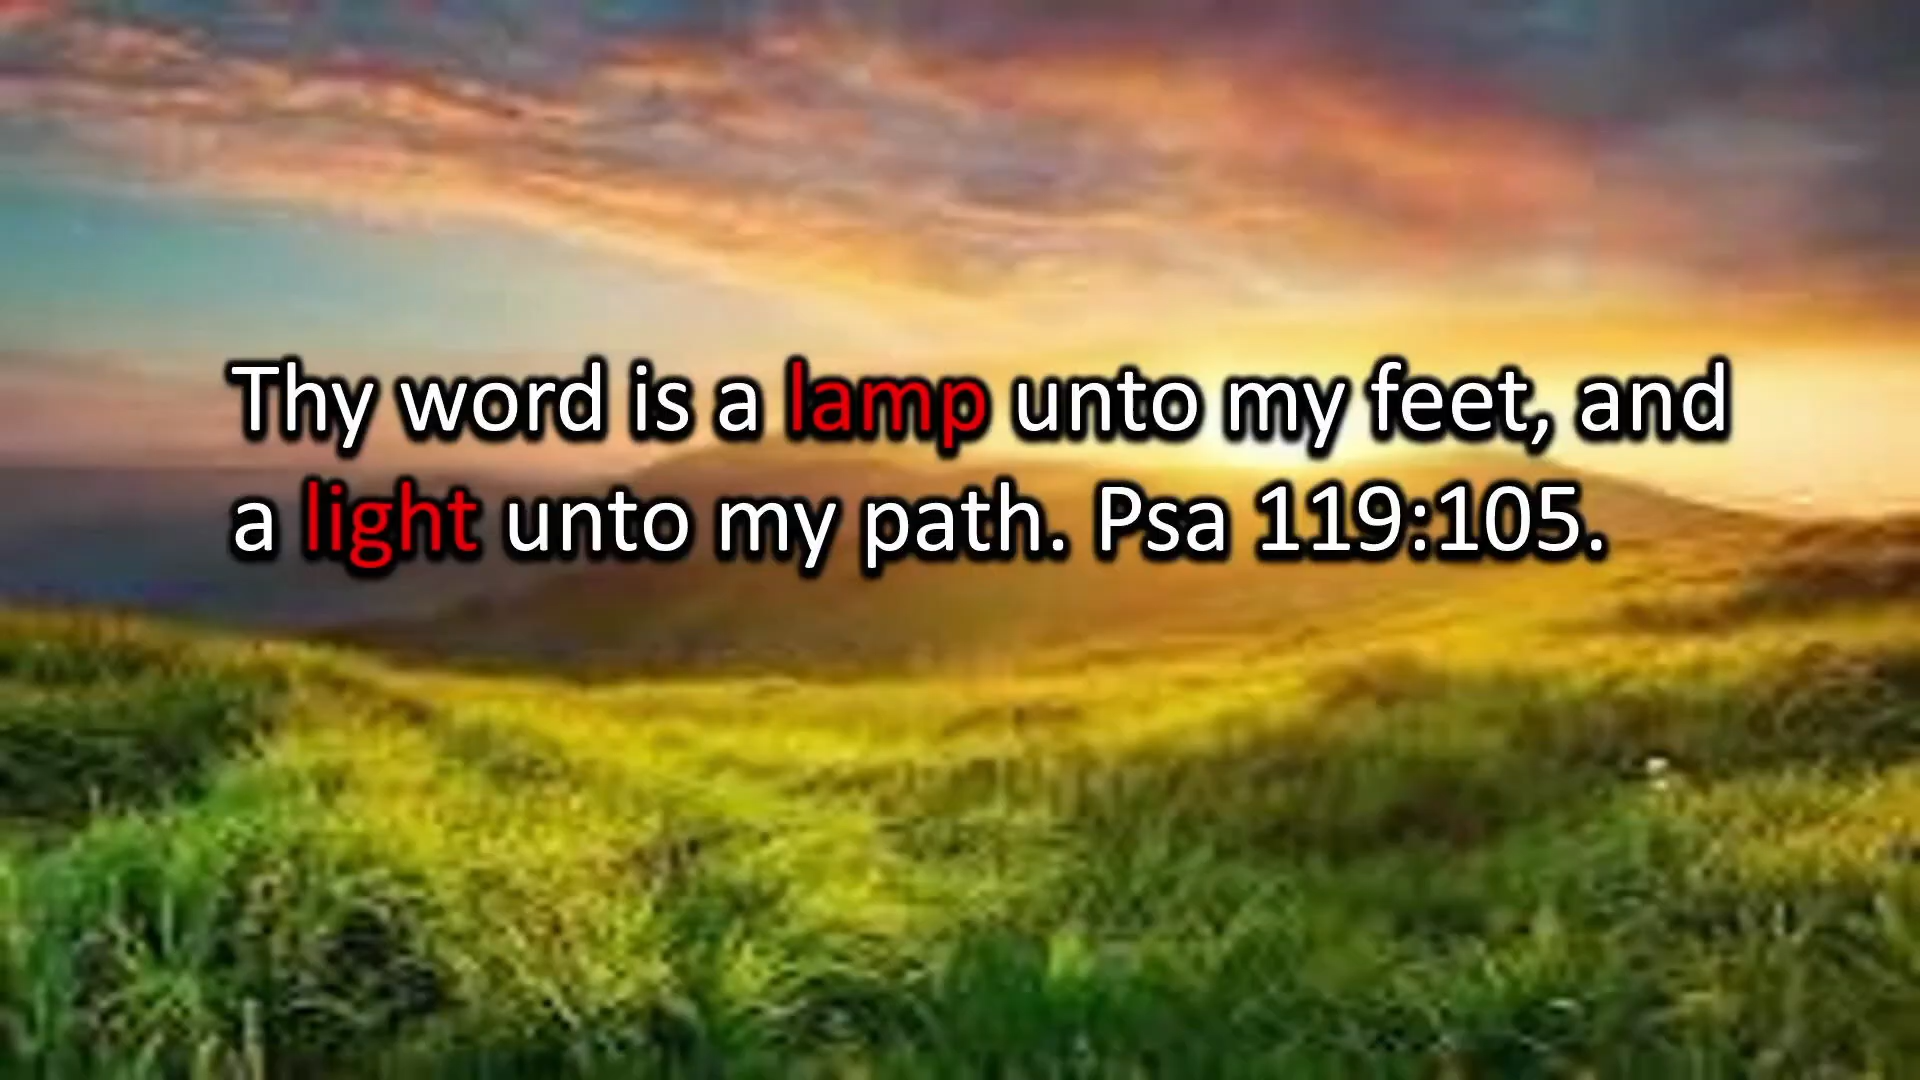 Thy word is a lamp unto my feet, and
a light unto my path. Psa 119:105.